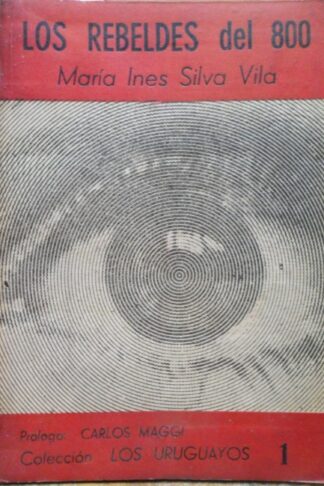 LOS REBELDES del 800
María Ines Silva Vila
Prologo: CARLOS MAGGI
Colección LOS URUGUAYOS 1